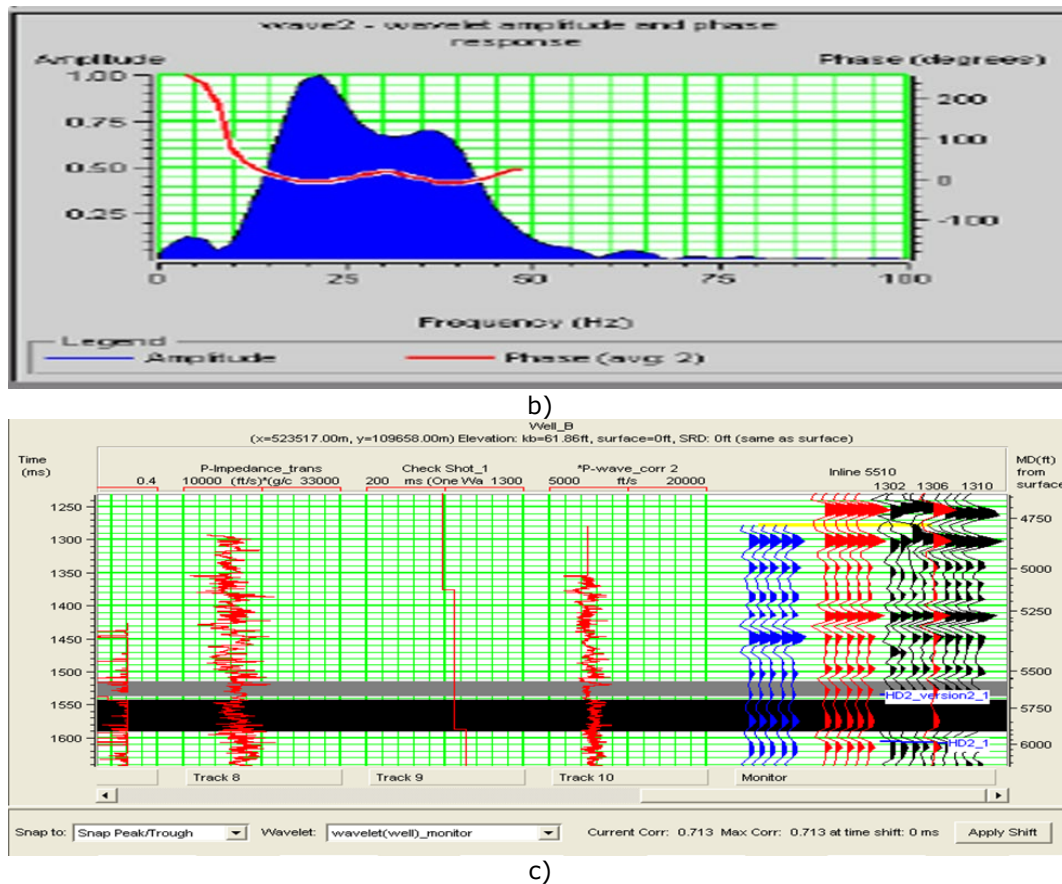 wave2 - wavelet amplitude and phase
response
Amplitude
Phase (degrees)
1.00
0.75
0.50
0.25
200
100
0
-100
0
25
50
75
100
Frequency (Hz)
Legend
Amplitude
Phase (avg: 2)
b)
Well_B
(x=523517.00m, y=109658.00m) Elevation: kb=61.86ft, surface=0ft, SRD: 0ft (same as surface)
Time
(ms)
P-Impedance_trans
Check Shot_1
*P-wave_corr 2
Inline 5510
MD(ft)
from
surface
0.4 10000 (ft/s)*(g/c 33000 200 ms (One Wa 1300 5000 ft/s 20000 1302 1306 1310
1250
1300
1350
1400
1450
1500
1550
1600
4750
5000
5250
5500
5750
6000
HD2_version2_1
HD2_1
Track 8 Track 9 Track 10 Monitor
Snap to: Snap Peak/Trough Wavelet: wavelet(well)_monitor Current Corr: 0.713 Max Corr: 0.713 at time shift: 0 ms Apply Shift
c)